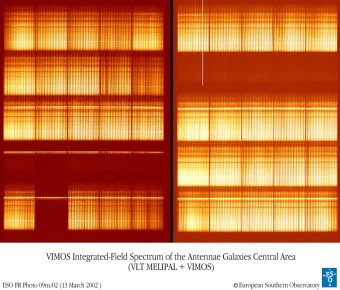 VIMOS Integrated-Field Spectrum of the Antennae Galaxies Central Area
(VLT MELIPAL + VIMOS)
ESO PR Photo 09m/02 (13 March 2002)
© European Southern Observatory